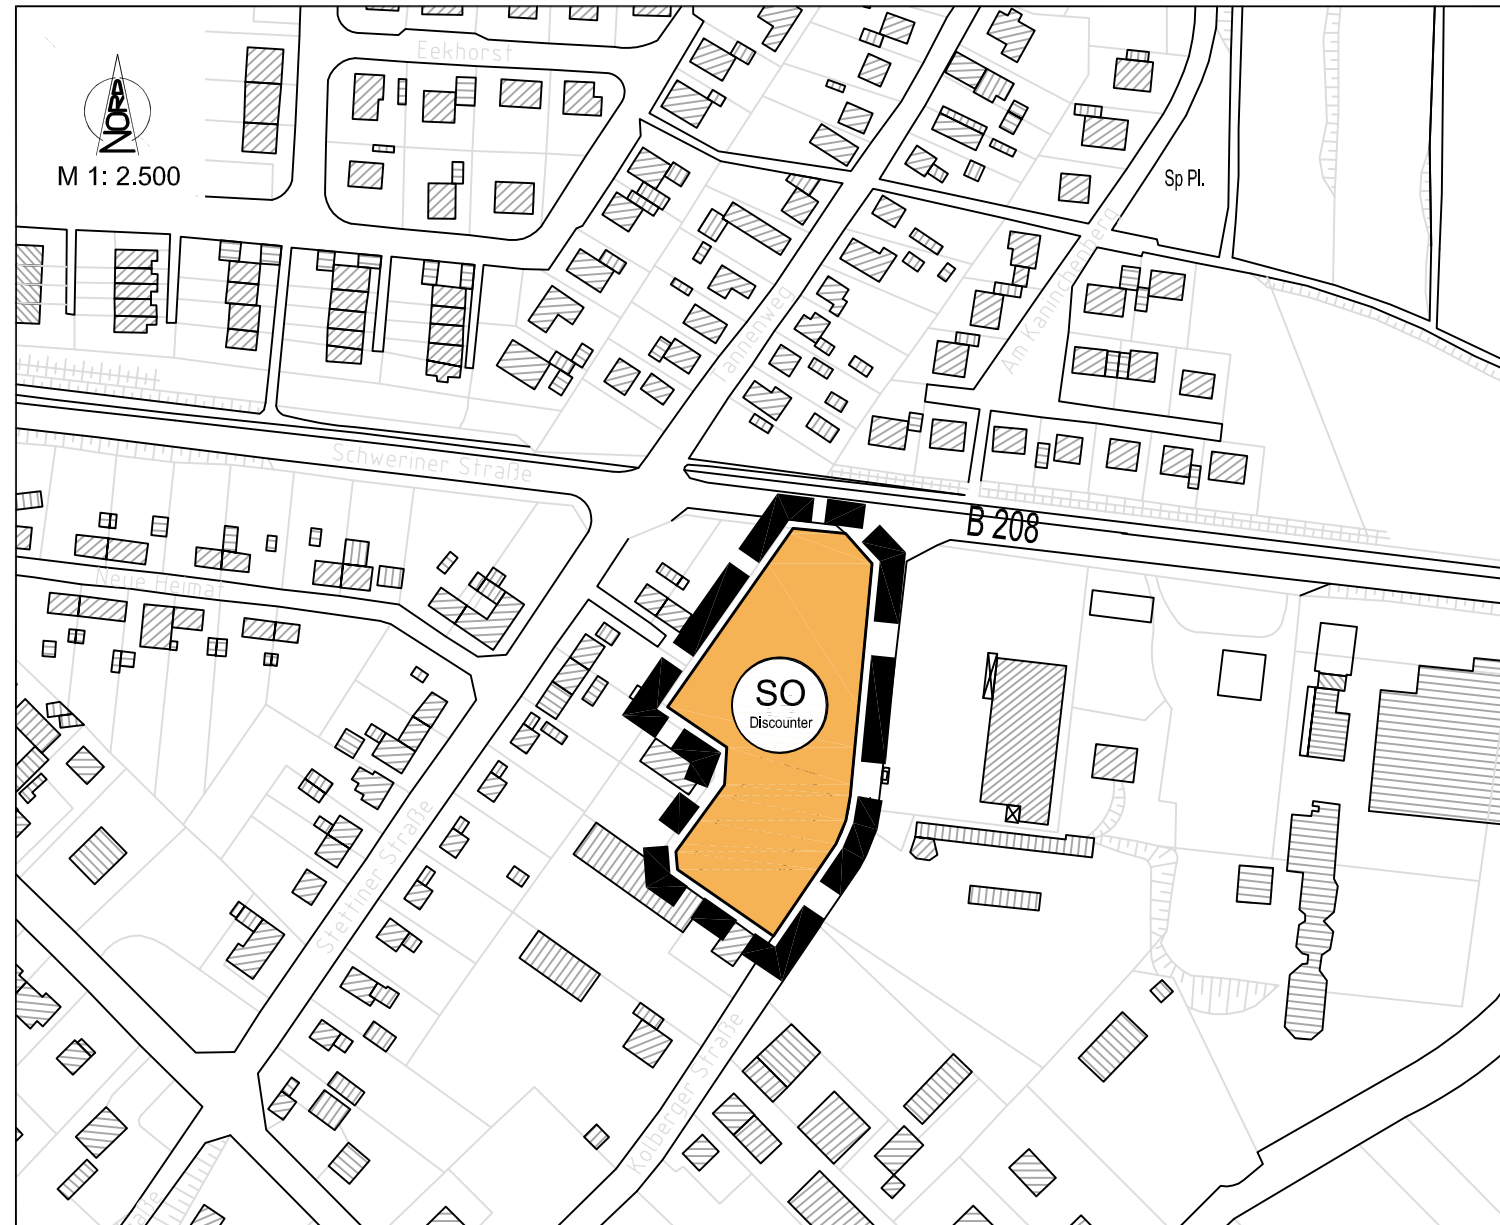 Eekhorst
NORD
M 1: 2.500
Sp Pl.
Am Kaninchenberg
Tannenweg
Schweriner Straße
B 208
Neue Heimat
SO
Discounter
Stettiner Straße
Kolberger Straße